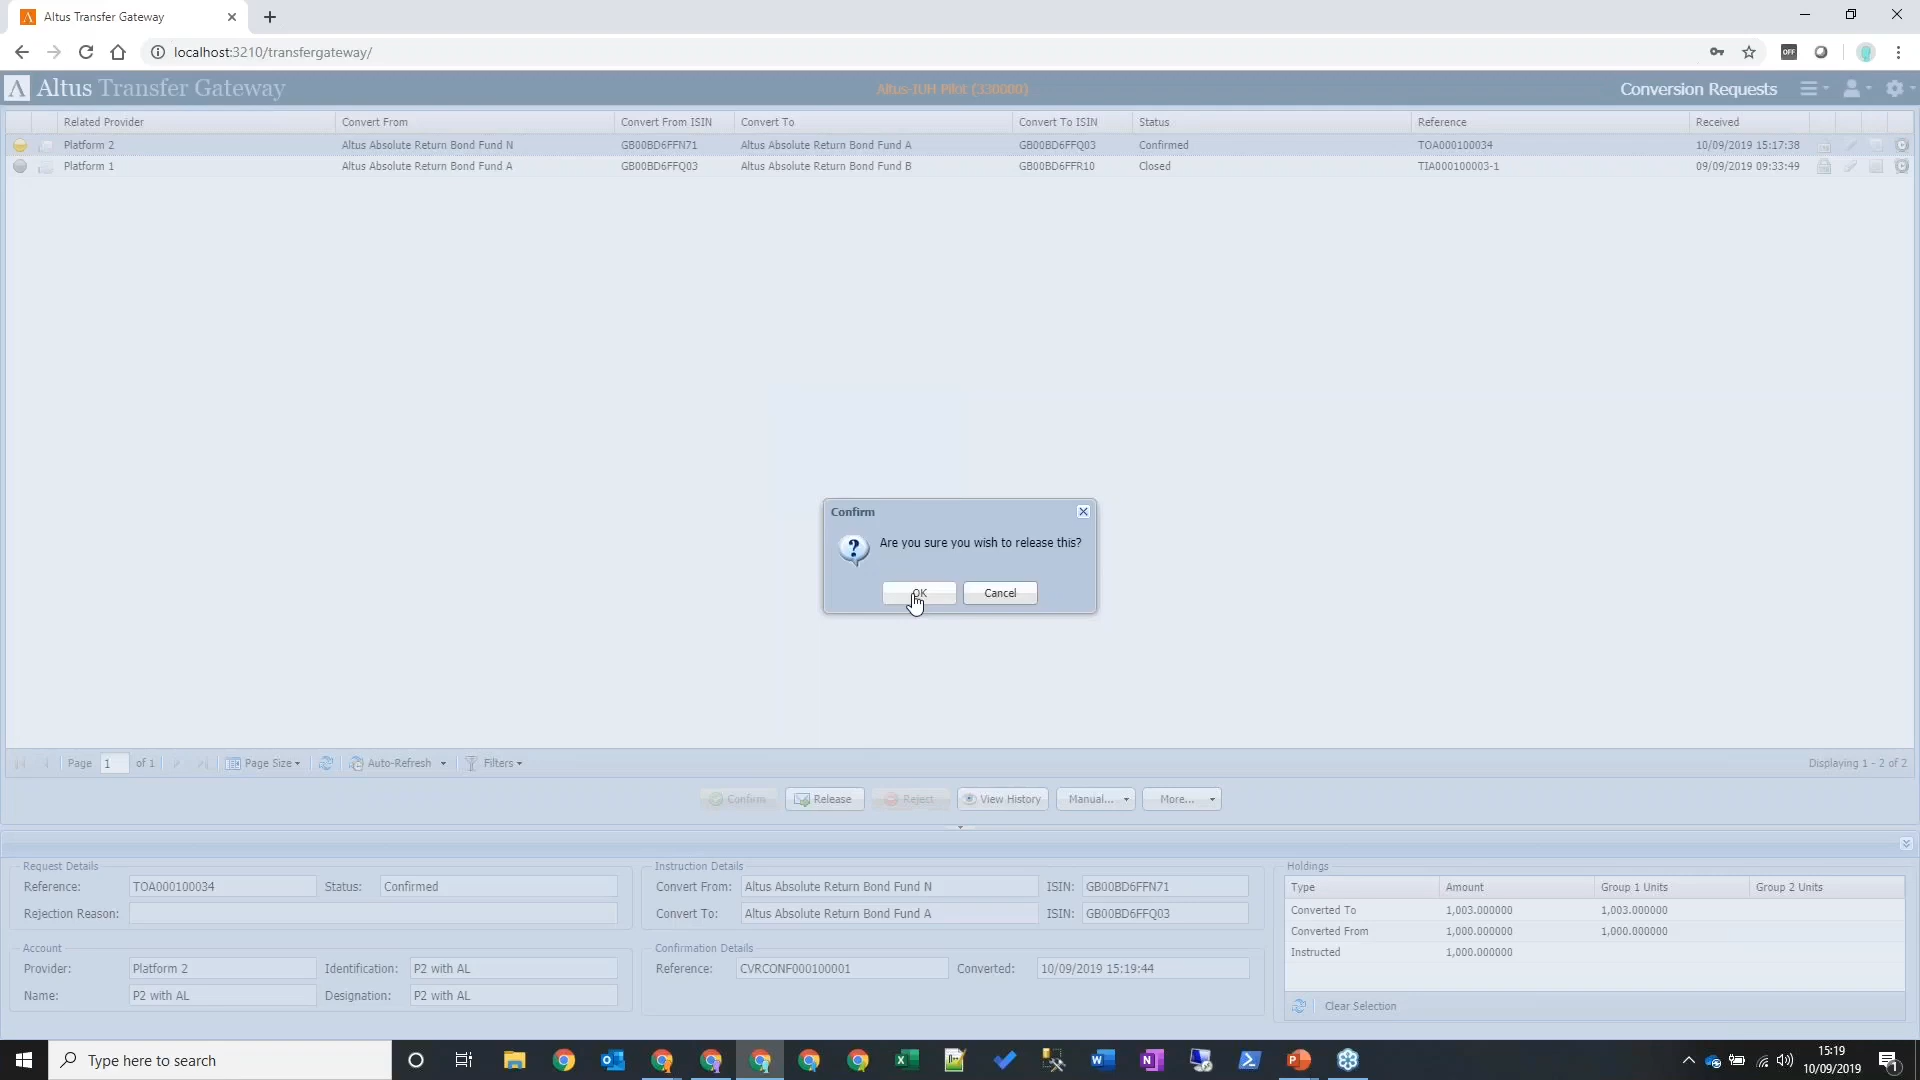 Altus Transfer Gateway
localhost:3210/transfergateway/
OFF
Altus Transfer Gateway Altus-JUH Pilot (330000) Conversion Requests
Related Provider Convert From Convert From ISIN Convert To Convert To ISIN Status Reference Received
Platform 2 Altus Absolute Return Bond Fund N GB00BD6FFN71 Altus Absolute Return Bond Fund A GB00BD6FFQ03 Confirmed TOA000100034 10/09/2019 15:17:38
Platform 1 Altus Absolute Return Bond Fund A GB00BD6FFQ03 Altus Absolute Return Bond Fund B GB00BD6FFR10 Closed TIA000100003-1 09/09/2019 09:33:49
Confirm
Are you sure you wish to release this?
OK Cancel
Page 1 of 1 Page Size Auto-Refresh Filters Displaying 1 - 2 of 2
Confirm Release Reject View History Manual... More...
Request Details Instruction Details Holdings
Reference: TOA000100034 Status: Confirmed Convert From: Altus Absolute Return Bond Fund N ISIN: GB00BD6FFN71 Type Amount Group 1 Units Group 2 Units
Rejection Reason: Convert To: Altus Absolute Return Bond Fund A ISIN: GB00BD6FFQ03 Converted To 1,003.000000 1,003.000000
Converted From 1,000.000000 1,000.000000
Account Confirmation Details Instructed 1,000.000000
Provider: Platform 2 Identification: P2 with AL Reference: CVRCONF000100001 Converted: 10/09/2019 15:19:44
Name: P2 with AL Designation: P2 with AL Clear Selection
Type here to search
15:19
10/09/2019